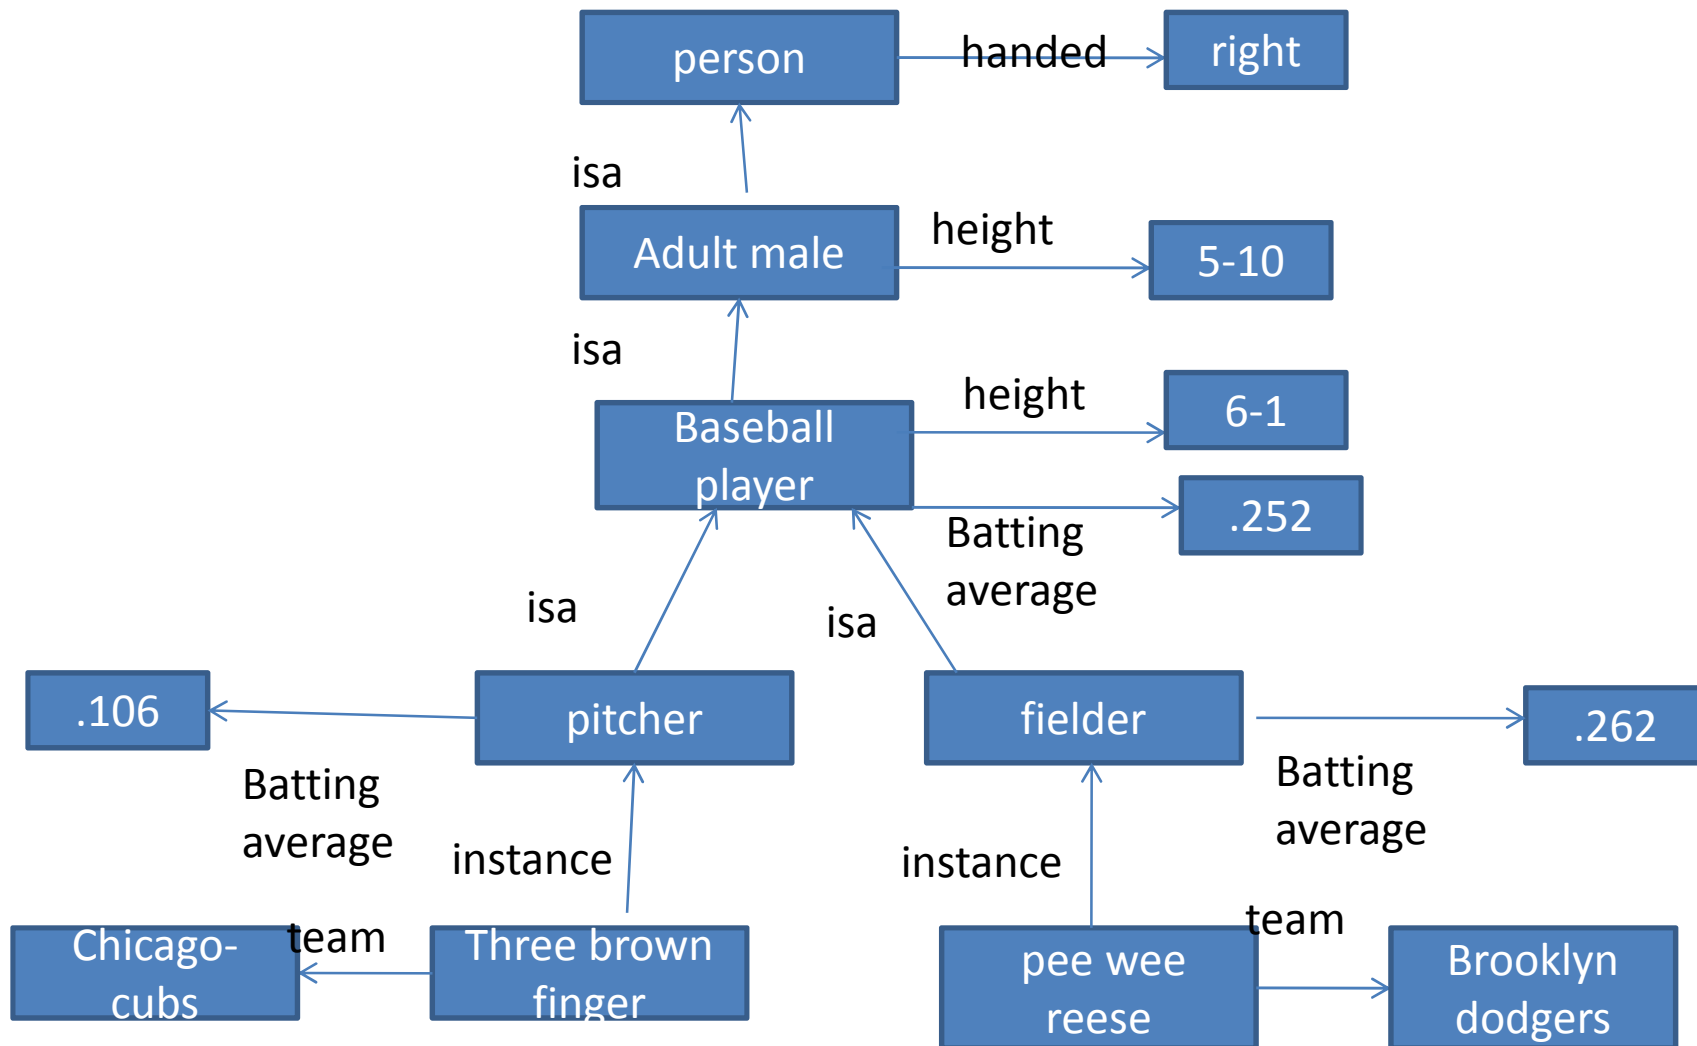 person
handed
right
isa
Adult male
height
5-10
isa
Baseball
player
height
6-1
.252
Batting
average
isa
isa
.106
pitcher
fielder
.262
Batting
average
Batting
average
instance
instance
Chicago-
cubs
team
Three brown
finger
pee wee
reese
team
Brooklyn
dodgers